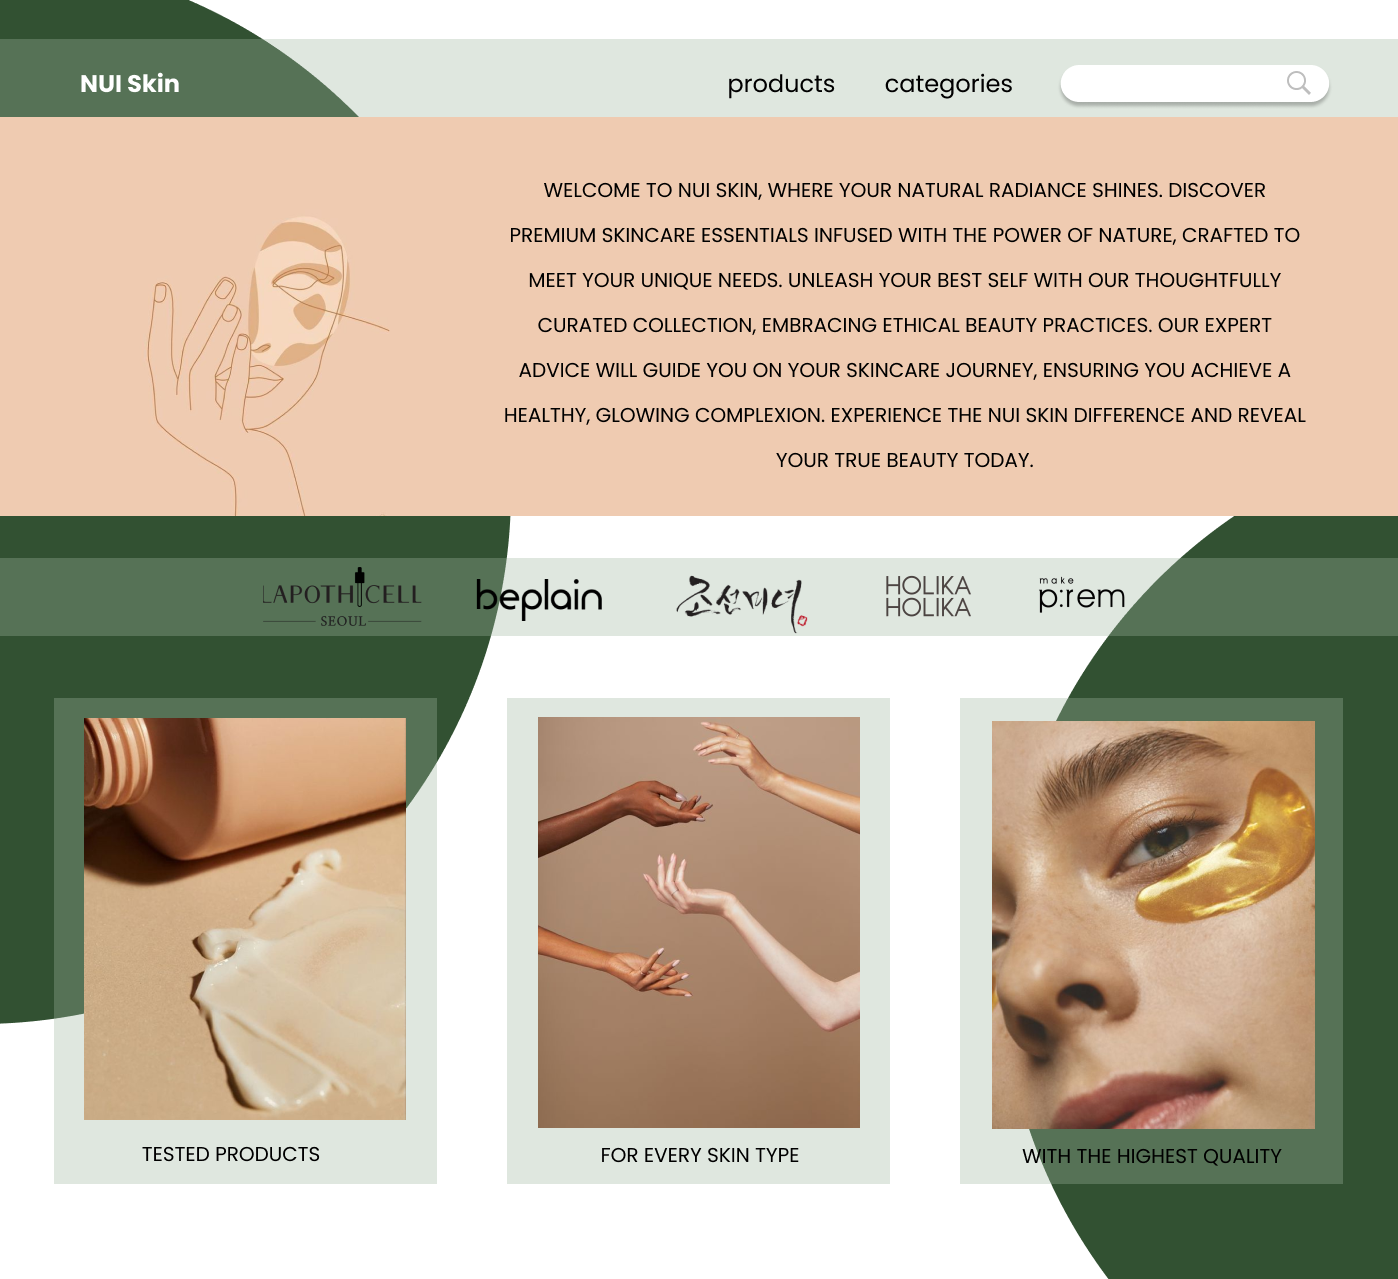 NUI Skin
products
categories
WELCOME TO NUI SKIN, WHERE YOUR NATURAL RADIANCE SHINES. DISCOVER
PREMIUM SKINCARE ESSENTIALS INFUSED WITH THE POWER OF NATURE, CRAFTED TO
MEET YOUR UNIQUE NEEDS. UNLEASH YOUR BEST SELF WITH OUR THOUGHTFULLY
CURATED COLLECTION, EMBRACING ETHICAL BEAUTY PRACTICES. OUR EXPERT
ADVICE WILL GUIDE YOU ON YOUR SKINCARE JOURNEY, ENSURING YOU ACHIEVE A
HEALTHY, GLOWING COMPLEXION. EXPERIENCE THE NUI SKIN DIFFERENCE AND REVEAL
YOUR TRUE BEAUTY TODAY.
LAPOTHICELL
SEOUL
beplain
조선미녀
HOLIKA
HOLIKA
make
p:rem
TESTED PRODUCTS
FOR EVERY SKIN TYPE
WITH THE HIGHEST QUALITY